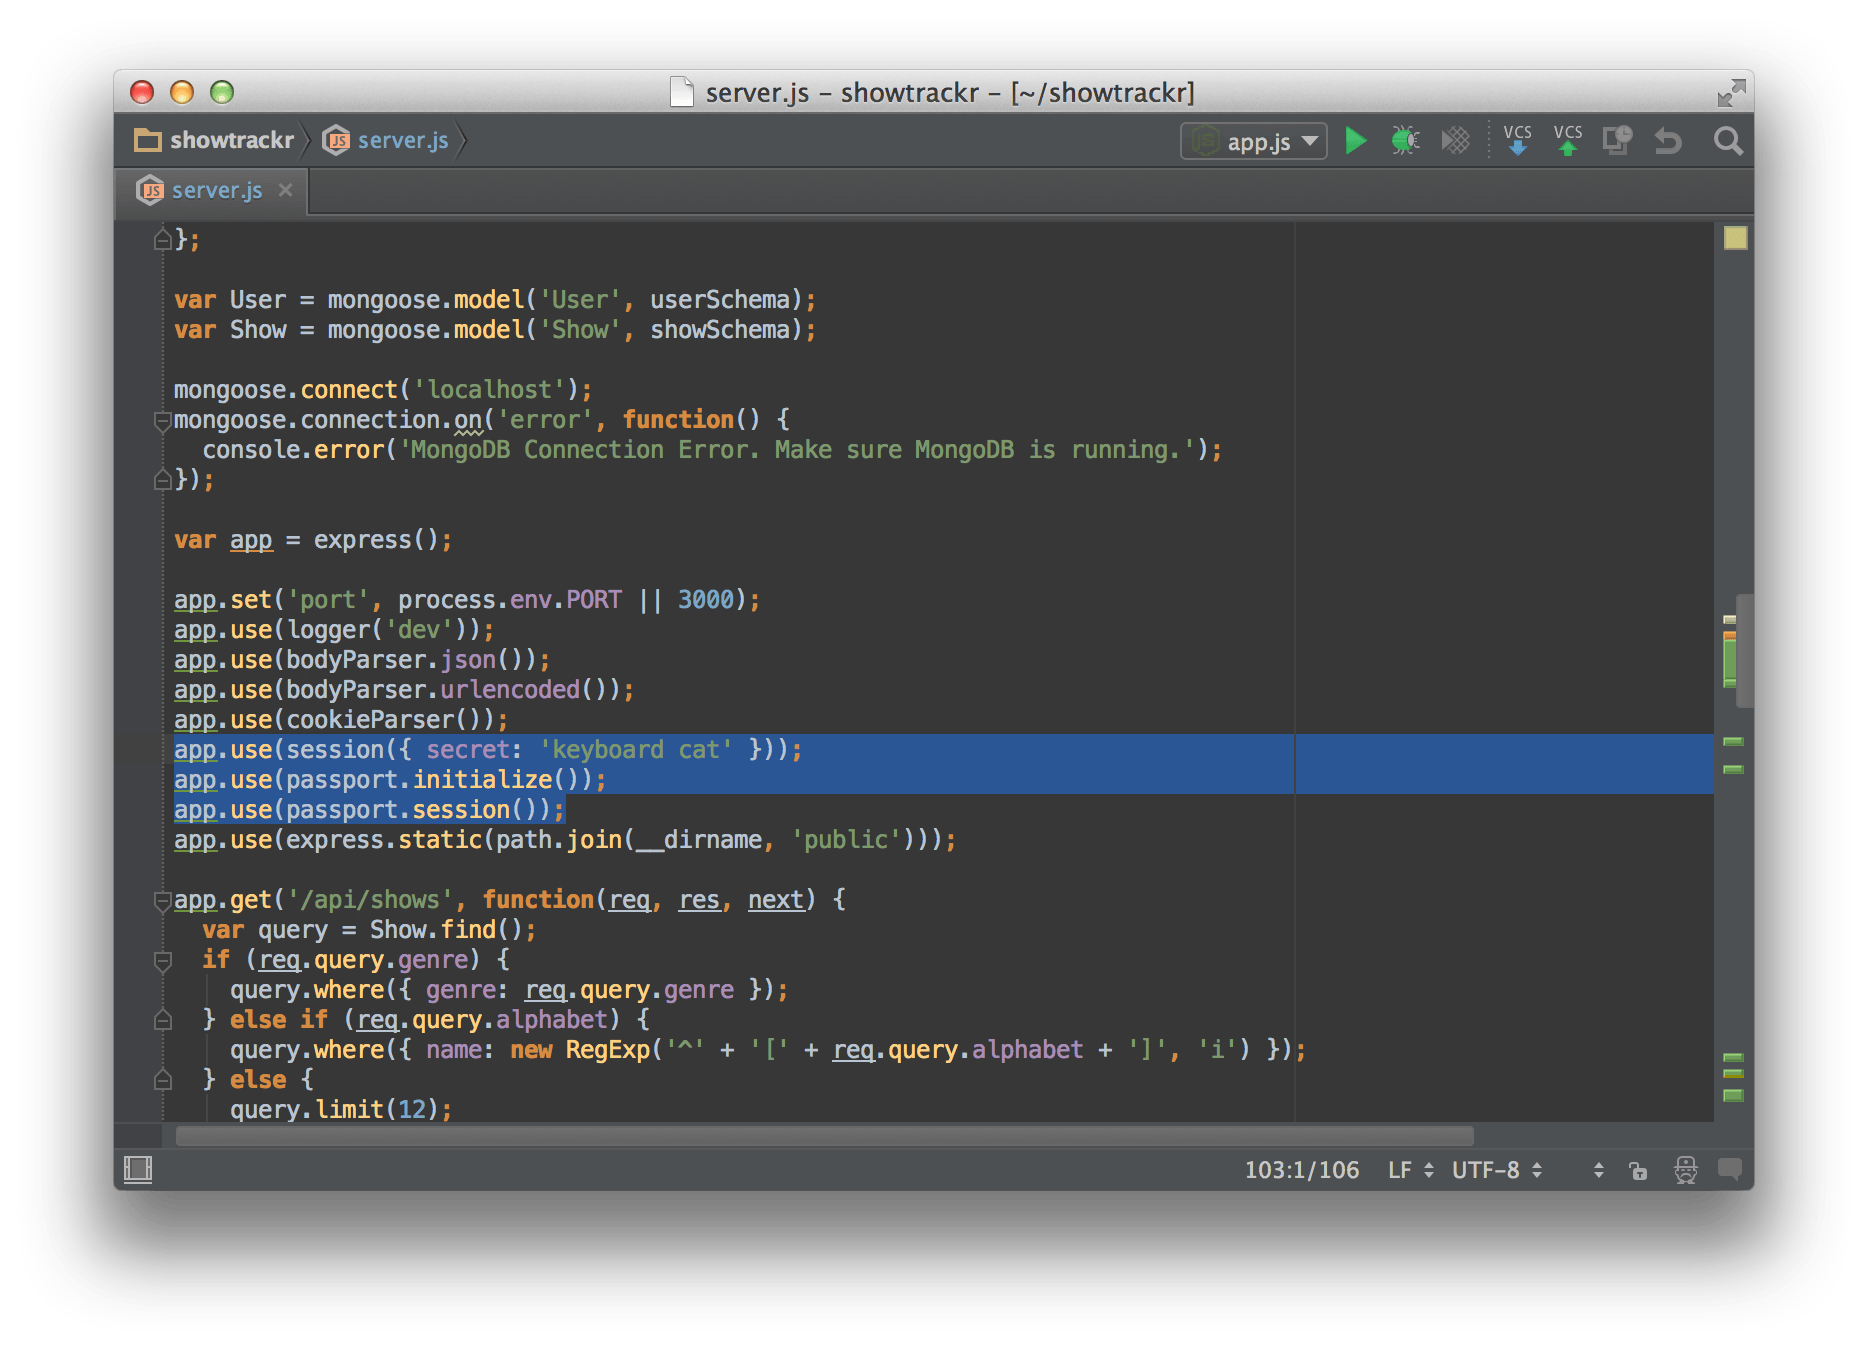 server.js – showtrackr – [~/showtrackr]
showtrackr server.js app.js VCS VCS
server.js
};
var User = mongoose.model('User', userSchema);
var Show = mongoose.model('Show', showSchema);
mongoose.connect('localhost');
mongoose.connection.on('error', function() {
  console.error('MongoDB Connection Error. Make sure MongoDB is running.');
});
var app = express();
app.set('port', process.env.PORT || 3000);
app.use(logger('dev'));
app.use(bodyParser.json());
app.use(bodyParser.urlencoded());
app.use(cookieParser());
app.use(session({ secret: 'keyboard cat' }));
app.use(passport.initialize());
app.use(passport.session());
app.use(express.static(path.join(__dirname, 'public')));
app.get('/api/shows', function(req, res, next) {
  var query = Show.find();
  if (req.query.genre) {
    query.where({ genre: req.query.genre });
  } else if (req.query.alphabet) {
    query.where({ name: new RegExp('^' + '[' + req.query.alphabet + ']', 'i') });
  } else {
    query.limit(12);
103:1/106 LF UTF-8